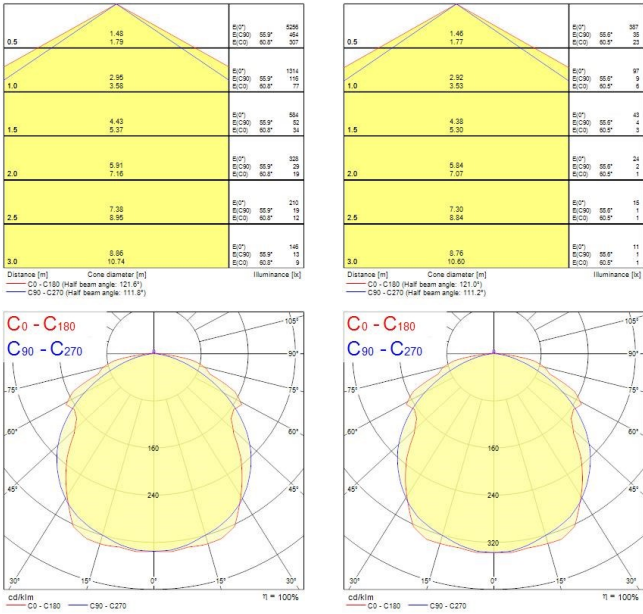 1.48
1.79
0.5
E(0°) 5256
E(C90) 55.9° 464
E(C0) 60.8° 307
2.95
3.58
1.0
E(0°) 1314
E(C90) 55.9° 116
E(C0) 60.8° 77
4.43
5.37
1.5
E(0°) 584
E(C90) 55.9° 52
E(C0) 60.8° 34
5.91
7.16
2.0
E(0°) 328
E(C90) 55.9° 29
E(C0) 60.8° 19
7.38
8.95
2.5
E(0°) 210
E(C90) 55.9° 19
E(C0) 60.8° 12
8.86
10.74
3.0
E(0°) 146
E(C90) 55.9° 13
E(C0) 60.8° 9
Distance [m] Cone diameter [m] Illuminance [lx]
C0 - C180 (Half beam angle: 121.6°)
C90 - C270 (Half beam angle: 111.8°)
1.46
1.77
0.5
E(0°) 387
E(C90) 55.6° 35
E(C0) 60.5° 23
2.92
3.53
1.0
E(0°) 97
E(C90) 55.6° 9
E(C0) 60.5° 6
4.38
5.30
1.5
E(0°) 43
E(C90) 55.6° 4
E(C0) 60.5° 3
5.84
7.07
2.0
E(0°) 24
E(C90) 55.6° 2
E(C0) 60.5° 1
7.30
8.84
2.5
E(0°) 15
E(C90) 55.6° 1
E(C0) 60.5° 1
8.76
10.60
3.0
E(0°) 11
E(C90) 55.6° 1
E(C0) 60.5° 1
Distance [m] Cone diameter [m] Illuminance [lx]
C0 - C180 (Half beam angle: 121.0°)
C90 - C270 (Half beam angle: 111.2°)
C0 - C180
C90 - C270
105°
90°
75° 75°
60° 60°
160
45° 45°
240
30° 15° 0° 15° 30°
cd/klm η = 100%
C0 - C180 C90 - C270
C0 - C180
C90 - C270
105°
90°
75° 75°
60° 60°
160
45° 45°
240
320
30° 15° 0° 15° 30°
cd/klm η = 100%
C0 - C180 C90 - C270